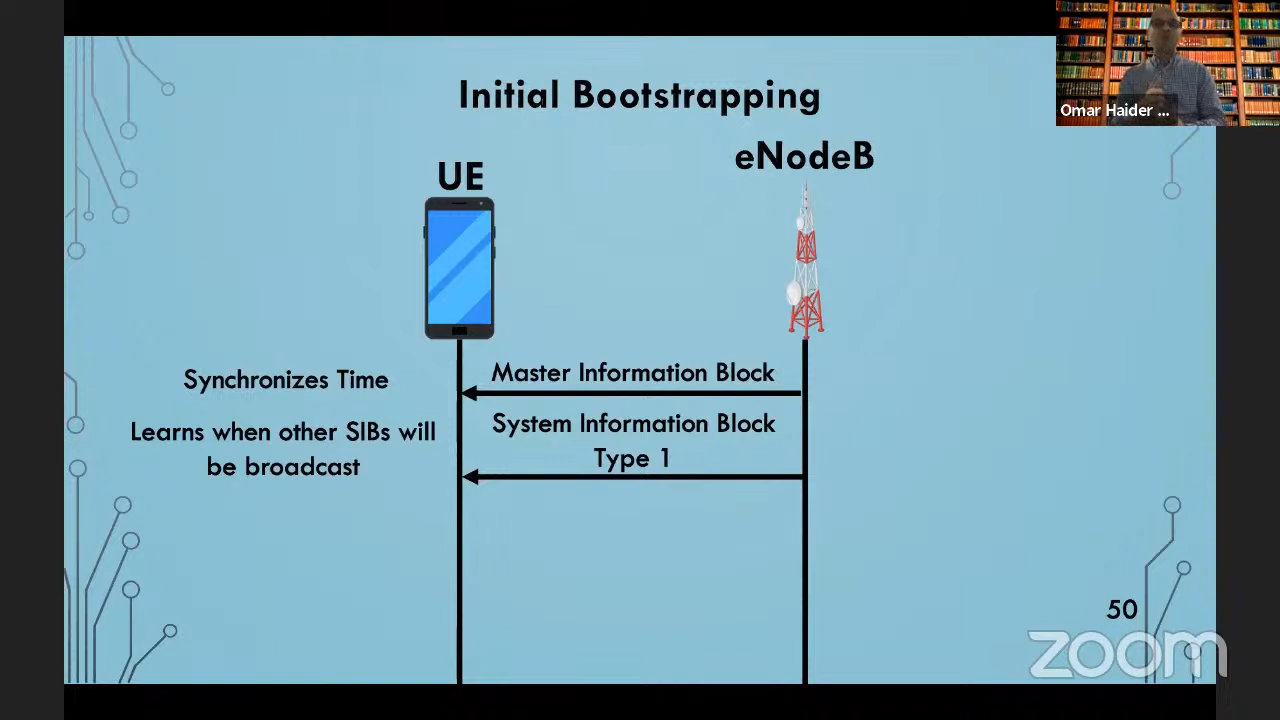 Initial Bootstrapping
Omar Haider ...
eNodeB
UE
Synchronizes Time
Master Information Block
Learns when other SIBs will
be broadcast
System Information Block
Type 1
50
zoom